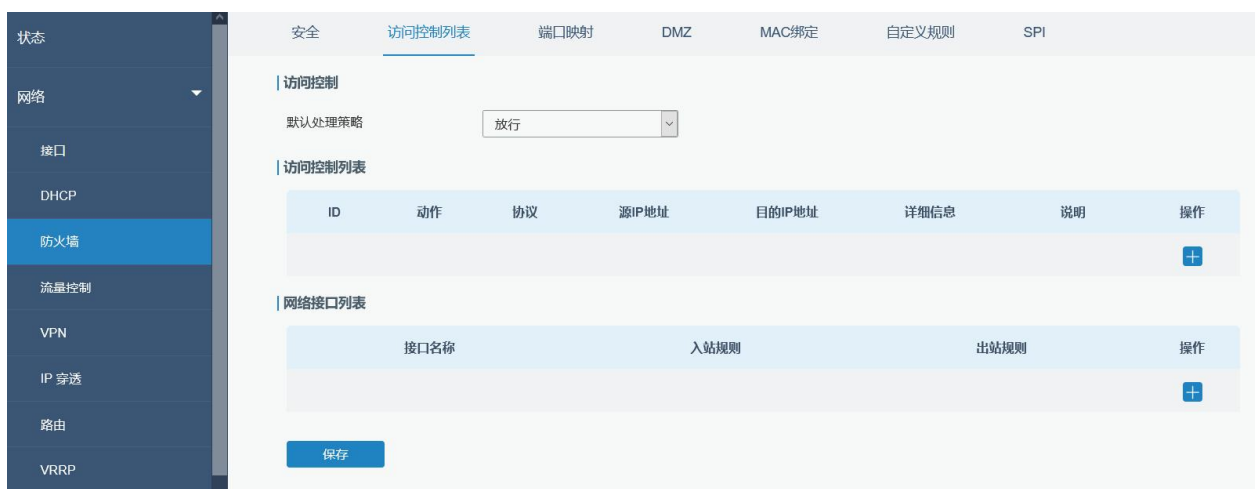 状态
网络
接口
DHCP
防火墙
流量控制
VPN
IP 穿透
路由
VRRP
安全 访问控制列表 端口映射 DMZ MAC绑定 自定义规则 SPI
访问控制
默认处理策略 放行
访问控制列表
ID 动作 协议 源IP地址 目的IP地址 详细信息 说明 操作
网络接口列表
接口名称 入站规则 出站规则 操作
保存